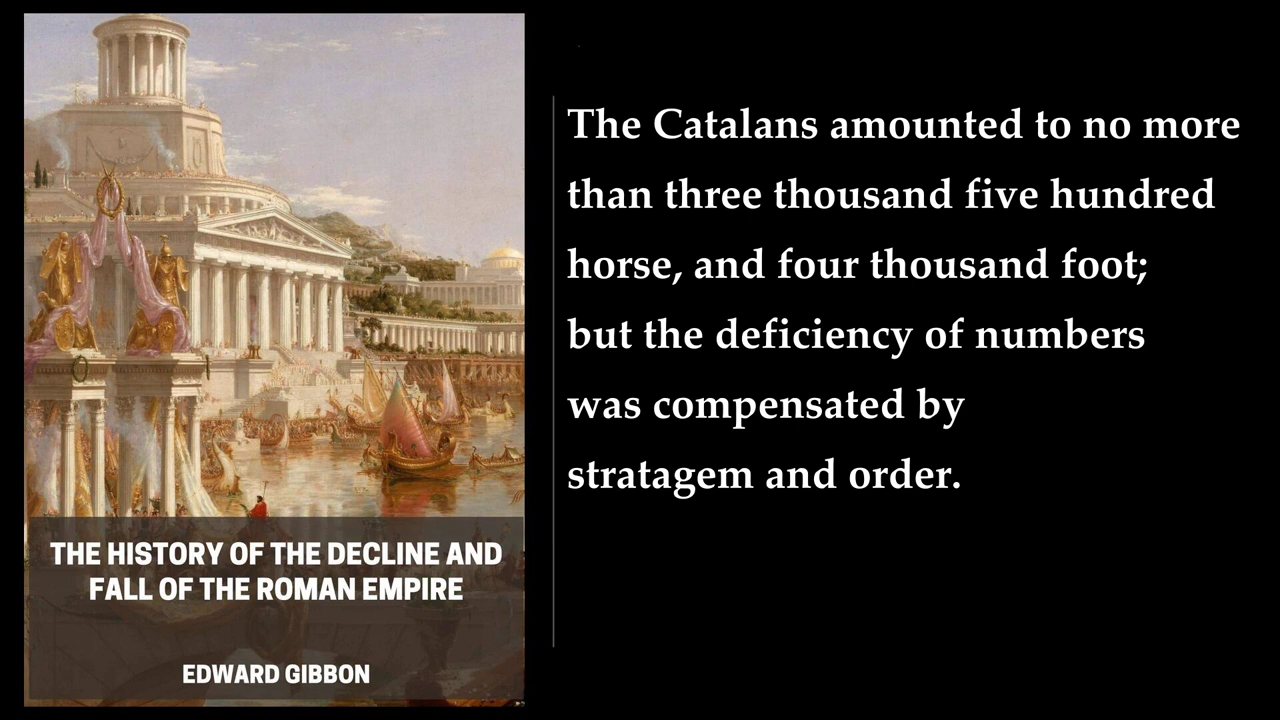 The Catalans amounted to no more
than three thousand five hundred
horse, and four thousand foot;
but the deficiency of numbers
was compensated by
stratagem and order.
THE HISTORY OF THE DECLINE AND
FALL OF THE ROMAN EMPIRE
EDWARD GIBBON